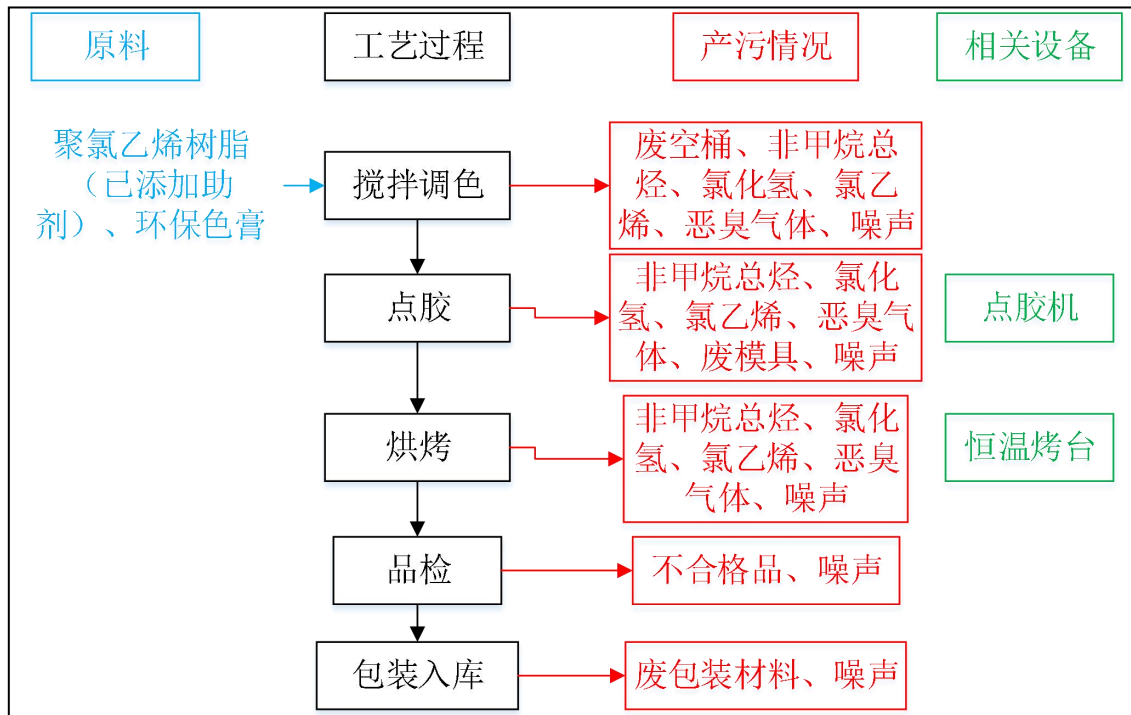 原料
工艺过程
产污情况
相关设备
聚氯乙烯树脂
（已添加助
剂）、环保色膏
搅拌调色
废空桶、非甲烷总
烃、氯化氢、氯乙
烯、恶臭气体、噪声
点胶
非甲烷总烃、氯化
氢、氯乙烯、恶臭气
体、废模具、噪声
点胶机
烘烤
非甲烷总烃、氯化
氢、氯乙烯、恶臭
气体、噪声
恒温烤台
品检
不合格品、噪声
包装入库
废包装材料、噪声